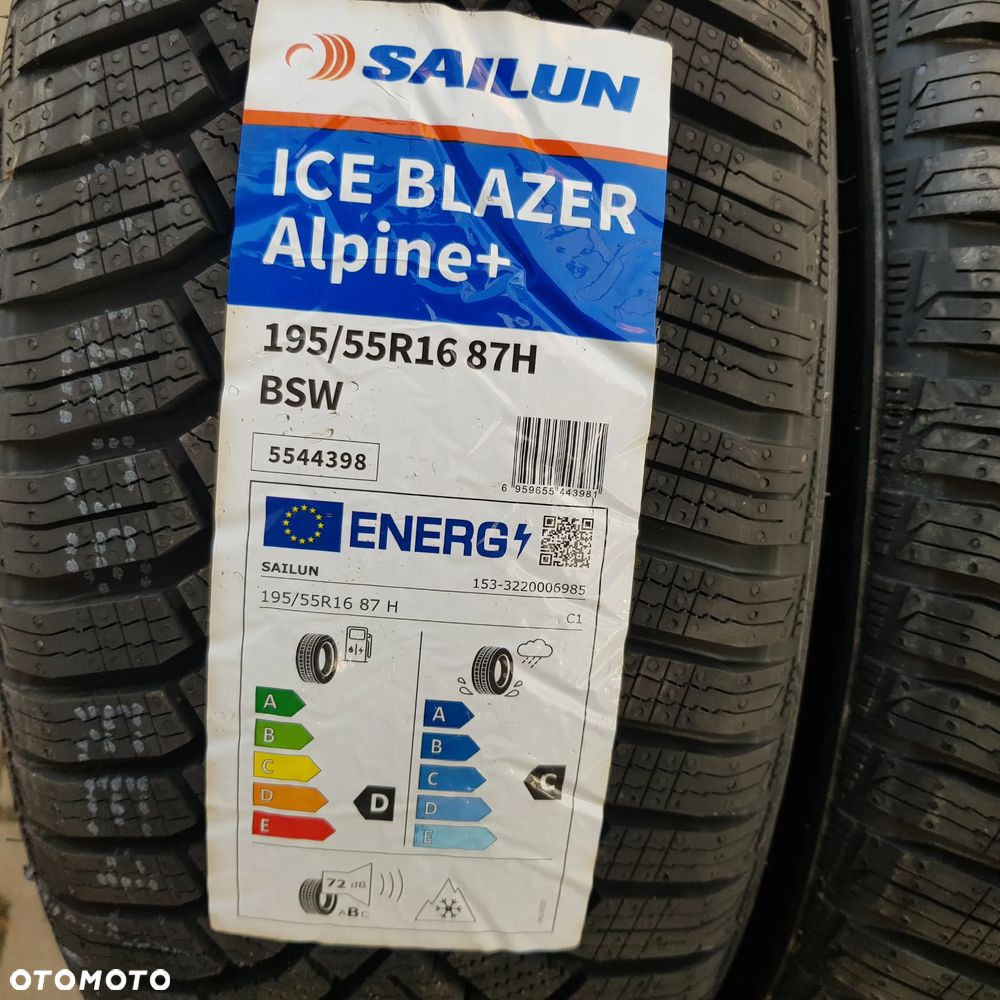 SAILUN
ICE BLAZER
Alpine+
195/55R16 87H
BSW
5544398
6 959655 443981
ENERG
SAILUN
153-3220006985
195/55R16 87 H
C1
A
B
C
D
E
D
A
B
C
D
E
C
72 dB
ABC
OTOMOTO